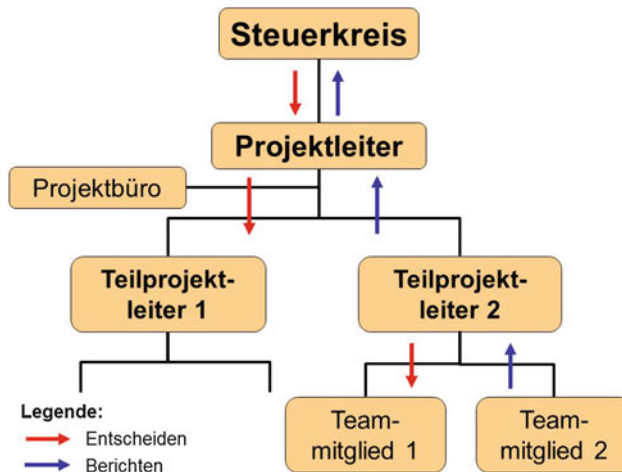 Steuerkreis
Projektleiter
Projektbüro
Teilprojekt-
leiter 1
Teilprojekt-
leiter 2
Team-
mitglied 1
Team-
mitglied 2
Legende:
Entscheiden
Berichten